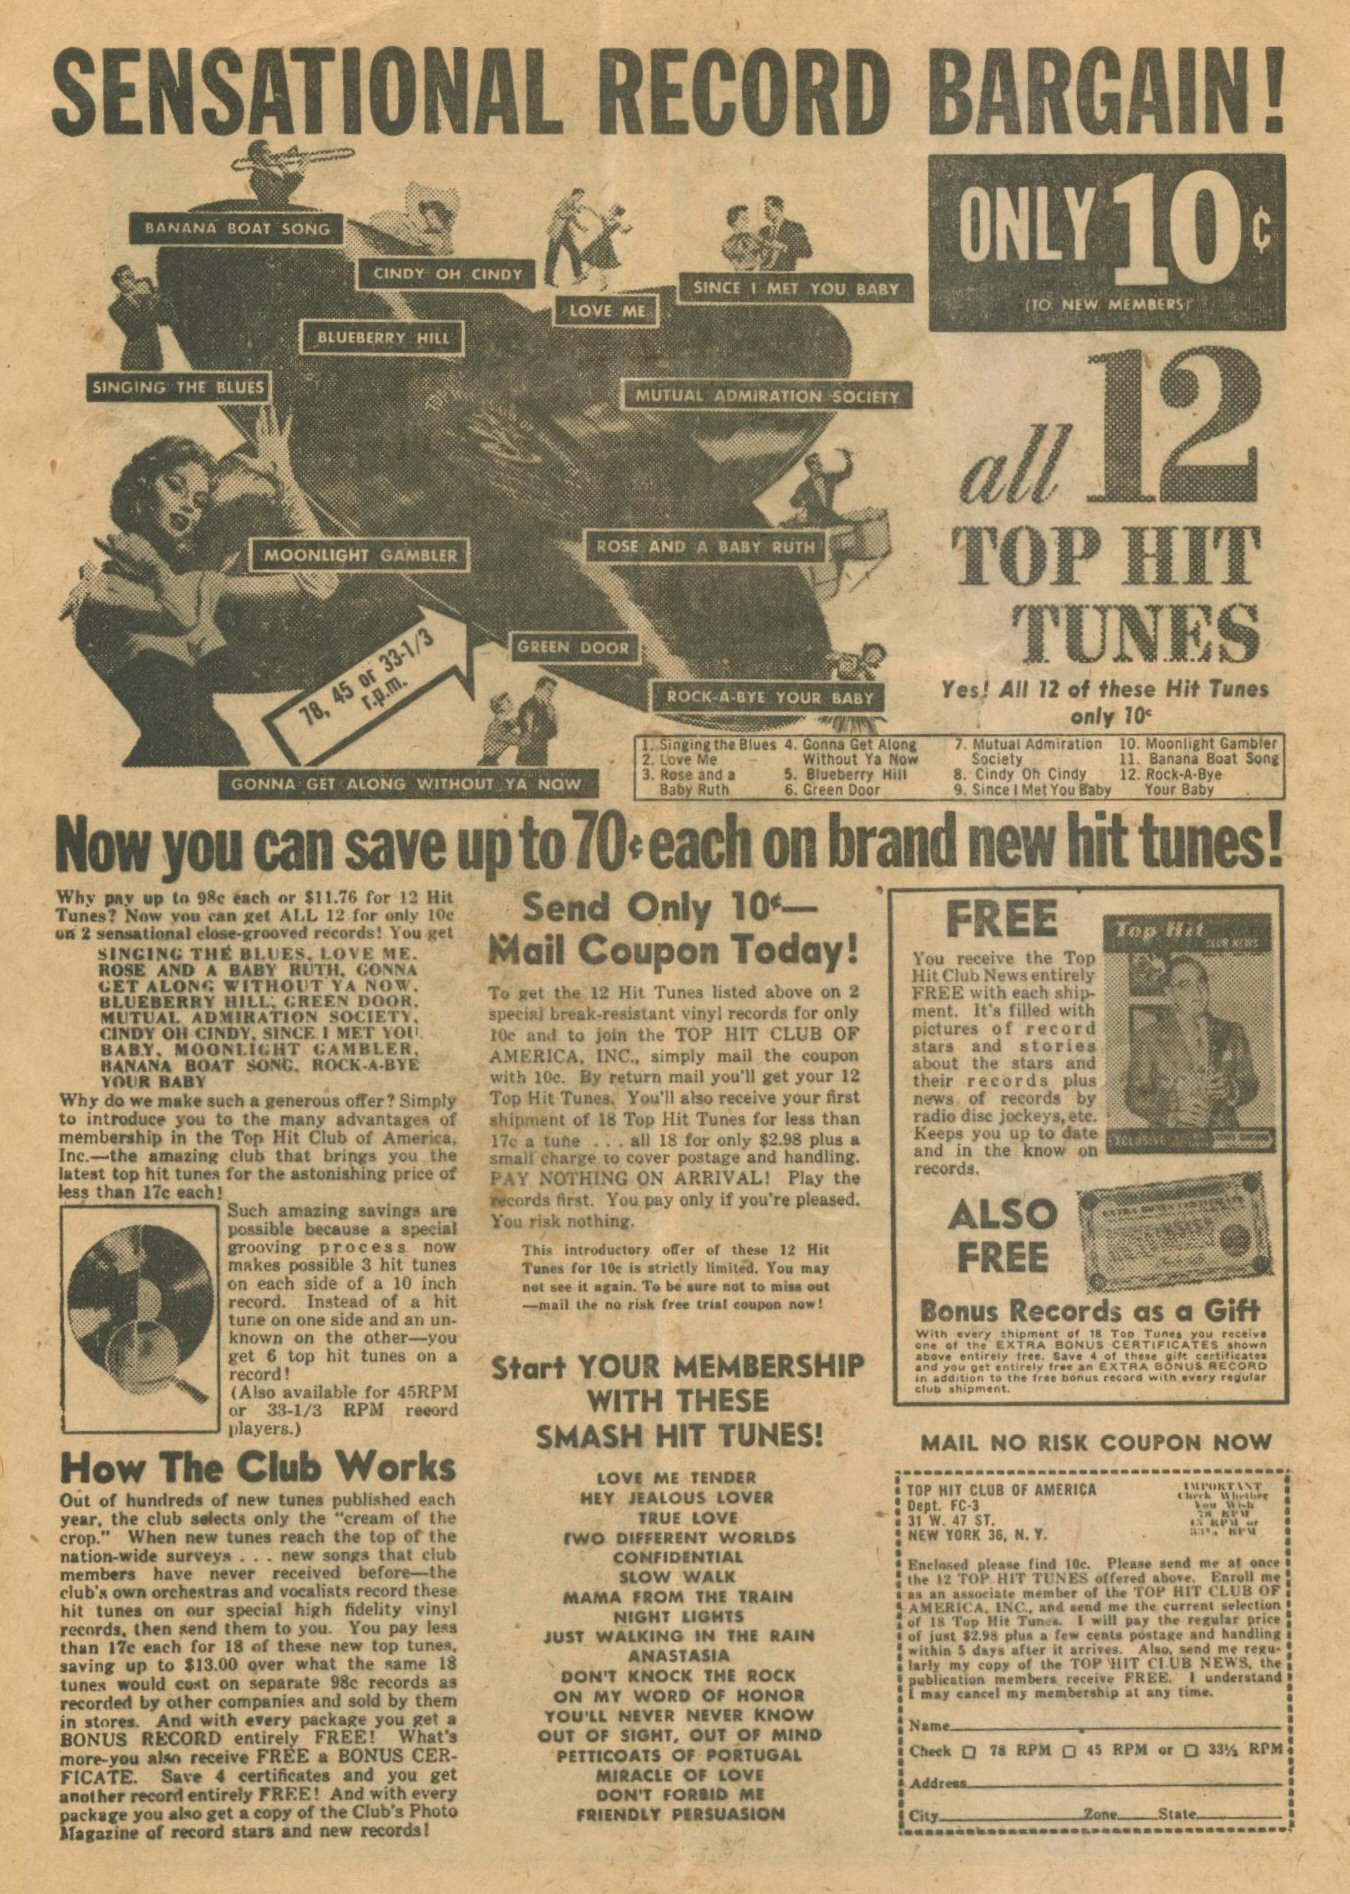 SENSATIONAL RECORD BARGAIN!
BANANA BOAT SONG
CINDY OH CINDY
LOVE ME
SINCE I MET YOU BABY
BLUEBERRY HILL
SINGING THE BLUES
MUTUAL ADMIRATION SOCIETY
MOONLIGHT GAMBLER
ROSE AND A BABY RUTH
GREEN DOOR
ROCK-A-BYE YOUR BABY
78, 45 or 33-1/3
r.p.m.
GONNA GET ALONG WITHOUT YA NOW
ONLY 10¢
(TO NEW MEMBERS)
all 12
TOP HIT
TUNES
Yes! All 12 of these Hit Tunes
only 10¢
1. Singing the Blues
2. Love Me
3. Rose and a
Baby Ruth
4. Gonna Get Along
Without Ya Now
5. Blueberry Hill
6. Green Door
7. Mutual Admiration
Society
8. Cindy Oh Cindy
9. Since I Met You Baby
10. Moonlight Gambler
11. Banana Boat Song
12. Rock-A-Bye
Your Baby
Now you can save up to 70¢ each on brand new hit tunes!
Why pay up to 98c each or $11.76 for 12 Hit
Tunes? Now you can get ALL 12 for only 10c
on 2 sensational close-grooved records! You get
SINGING THE BLUES, LOVE ME,
ROSE AND A BABY RUTH, GONNA
GET ALONG WITHOUT YA NOW,
BLUEBERRY HILL, GREEN DOOR,
MUTUAL ADMIRATION SOCIETY,
CINDY OH CINDY, SINCE I MET YOU
BABY, MOONLIGHT GAMBLER,
BANANA BOAT SONG, ROCK-A-BYE
YOUR BABY
Why do we make such a generous offer? Simply
to introduce you to the many advantages of
membership in the Top Hit Club of America,
Inc.—the amazing club that brings you the
latest top hit tunes for the astonishing price of
less than 17c each!
Such amazing savings are
possible because a special
grooving process now
makes possible 3 hit tunes
on each side of a 10 inch
record. Instead of a hit
tune on one side and an un-
known on the other—you
get 6 top hit tunes on a
record!
(Also available for 45RPM
or 33-1/3 RPM record
players.)
How The Club Works
Out of hundreds of new tunes published each
year, the club selects only the "cream of the
crop." When new tunes reach the top of the
nation-wide surveys . . . new songs that club
members have never received before—the
club's own orchestras and vocalists record these
hit tunes on our special high fidelity vinyl
records, then send them to you. You pay less
than 17c each for 18 of these new top tunes,
saving up to $13.00 over what the same 18
tunes would cost on separate 98c records as
recorded by other companies and sold by them
in stores. And with every package you get a
BONUS RECORD entirely FREE! What's
more-you also receive FREE a BONUS CER-
FICATE. Save 4 certificates and you get
another record entirely FREE! And with every
package you also get a copy of the Club's Photo
Magazine of record stars and new records!
Send Only 10¢—
Mail Coupon Today!
To get the 12 Hit Tunes listed above on 2
special break-resistant vinyl records for only
10c and to join the TOP HIT CLUB OF
AMERICA, INC., simply mail the coupon
with 10c. By return mail you'll get your 12
Top Hit Tunes. You'll also receive your first
shipment of 18 Top Hit Tunes for less than
17c a tune . . . all 18 for only $2.98 plus a
small charge to cover postage and handling.
PAY NOTHING ON ARRIVAL! Play the
records first. You pay only if you're pleased.
You risk nothing.
This introductory offer of these 12 Hit
Tunes for 10c is strictly limited. You may
not see it again. To be sure not to miss out
—mail the no risk free trial coupon now!
Start YOUR MEMBERSHIP
WITH THESE
SMASH HIT TUNES!
LOVE ME TENDER
HEY JEALOUS LOVER
TRUE LOVE
TWO DIFFERENT WORLDS
CONFIDENTIAL
SLOW WALK
MAMA FROM THE TRAIN
NIGHT LIGHTS
JUST WALKING IN THE RAIN
ANASTASIA
DON'T KNOCK THE ROCK
ON MY WORD OF HONOR
YOU'LL NEVER NEVER KNOW
OUT OF SIGHT, OUT OF MIND
PETTICOATS OF PORTUGAL
MIRACLE OF LOVE
DON'T FORBID ME
FRIENDLY PERSUASION
FREE
You receive the Top
Hit Club News entirely
FREE with each ship-
ment. It's filled with
pictures of record
stars and stories
about the stars and
their records plus
news of records by
radio disc jockeys, etc.
Keeps you up to date
and in the know on
records.
Top Hit
CLUB NEWS
EXCLUSIVE
ALSO
FREE
EXTRA BONUS CERTIFICATE
Bonus Records as a Gift
With every shipment of 18 Top Tunes you receive
one of the EXTRA BONUS CERTIFICATES shown
above entirely free. Save 4 of these gift certificates
and you get entirely free an EXTRA BONUS RECORD
in addition to the free bonus record with every regular
club shipment.
MAIL NO RISK COUPON NOW
TOP HIT CLUB OF AMERICA
Dept. FC-3
31 W. 47 ST.
NEW YORK 36, N. Y.
IMPORTANT
Check Whether
You Wish
78 RPM
45 RPM or
33⅓ RPM
Enclosed please find 10c. Please send me at once
the 12 TOP HIT TUNES offered above. Enroll me
as an associate member of the TOP HIT CLUB OF
AMERICA, INC., and send me the current selection
of 18 Top Hit Tunes. I will pay the regular price
of just $2.98 plus a few cents postage and handling
within 5 days after it arrives. Also, send me regu-
larly my copy of the TOP HIT CLUB NEWS, the
publication members receive FREE. I understand
I may cancel my membership at any time.
Name
Check ☐ 78 RPM ☐ 45 RPM or ☐ 33⅓ RPM
Address
City Zone State